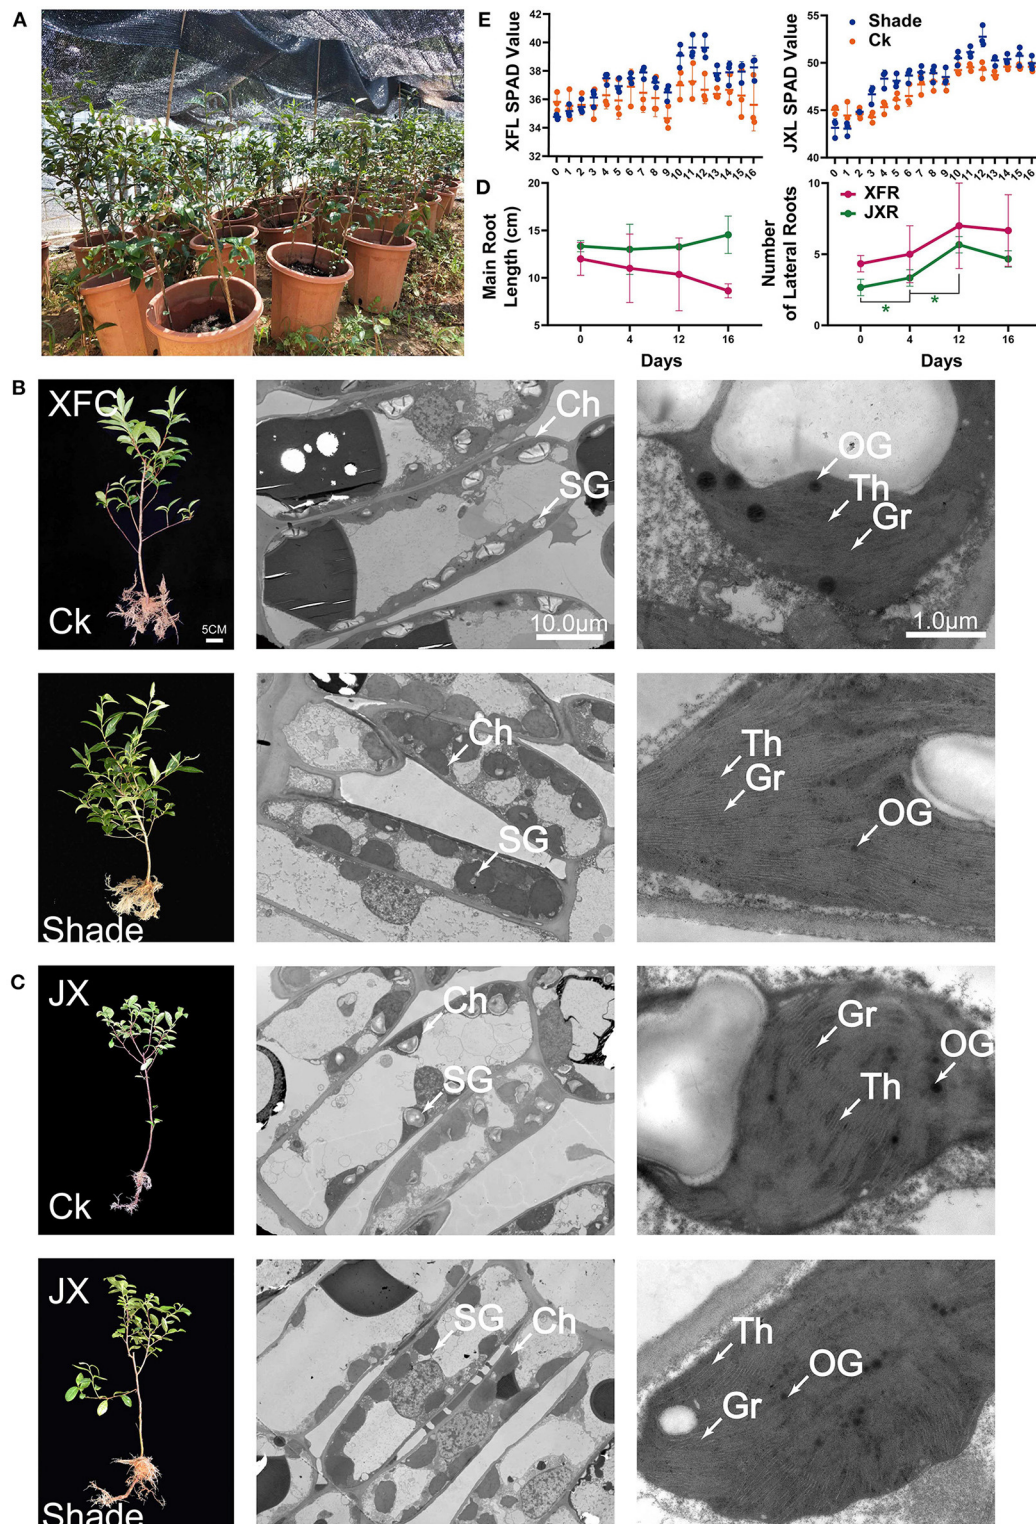 A
E
XFL SPAD Value
42
40
38
36
34
32
0 1 2 3 4 5 6 7 8 9 10 11 12 13 14 15 16
JXL SPAD Value
Shade
Ck
55
50
45
40
0 1 2 3 4 5 6 7 8 9 10 11 12 13 14 15 16
D
Main Root
Length (cm)
20
15
10
5
0 4 12 16
Days
Number
of Lateral Roots
XFR
JXR
10
5
0
* *
0 4 12 16
Days
B
XFC
Ck
5CM
Ch
SG
10.0μm
OG
Th
Gr
1.0μm
Shade
Ch
SG
Th
Gr
OG
C
JX
Ck
Ch
SG
Gr
OG
Th
JX
Shade
SG
Ch
Th
OG
Gr